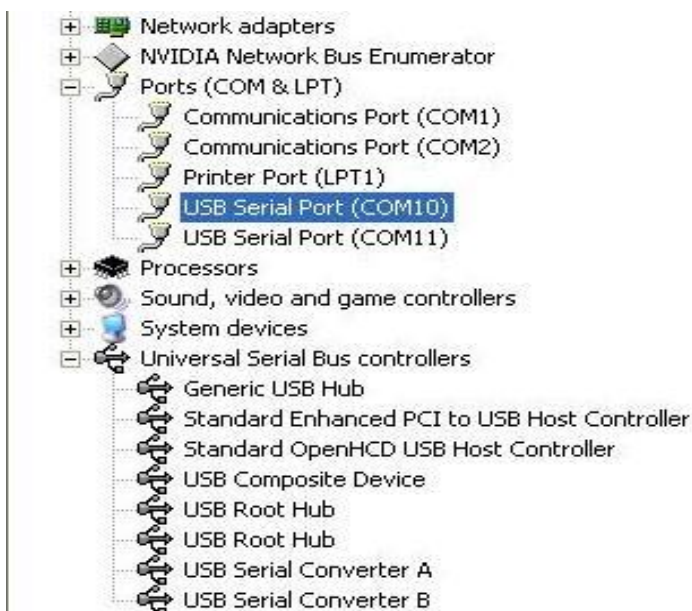 Network adapters
NVIDIA Network Bus Enumerator
Ports (COM & LPT)
Communications Port (COM1)
Communications Port (COM2)
Printer Port (LPT1)
USB Serial Port (COM10)
USB Serial Port (COM11)
Processors
Sound, video and game controllers
System devices
Universal Serial Bus controllers
Generic USB Hub
Standard Enhanced PCI to USB Host Controller
Standard OpenHCD USB Host Controller
USB Composite Device
USB Root Hub
USB Root Hub
USB Serial Converter A
USB Serial Converter B